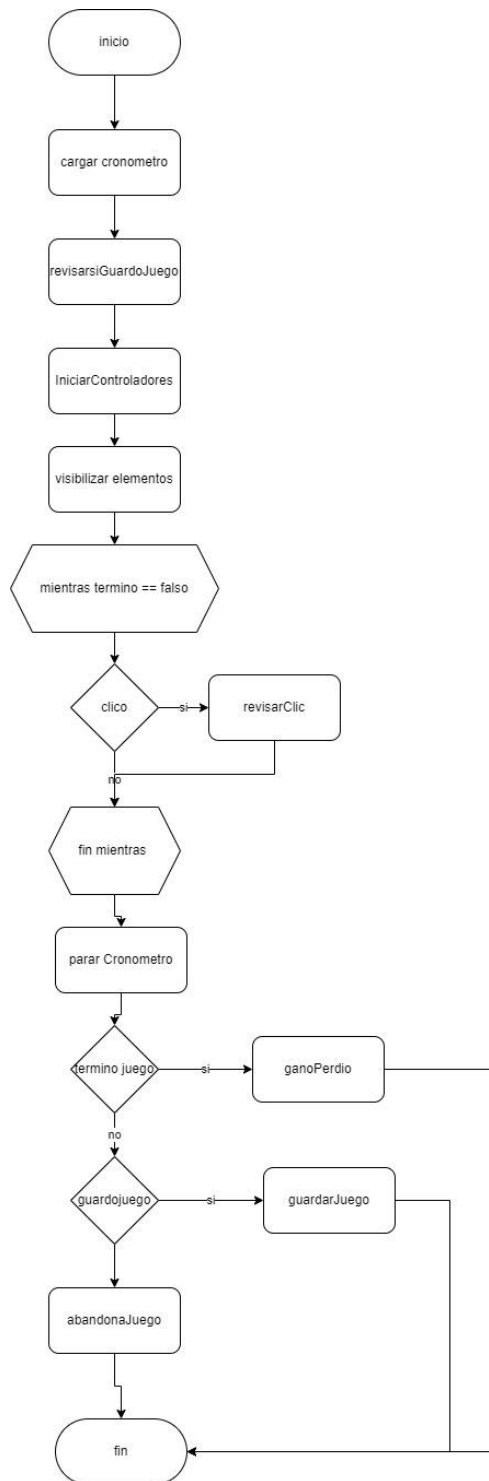 inicio
cargar cronometro
revisarsiGuardoJuego
IniciarControladores
visibilizar elementos
mientras termino == falso
clico
si
revisarClic
no
fin mientras
parar Cronometro
termino juego
si
ganoPerdio
no
guardojuego
si
guardarJuego
abandonaJuego
fin